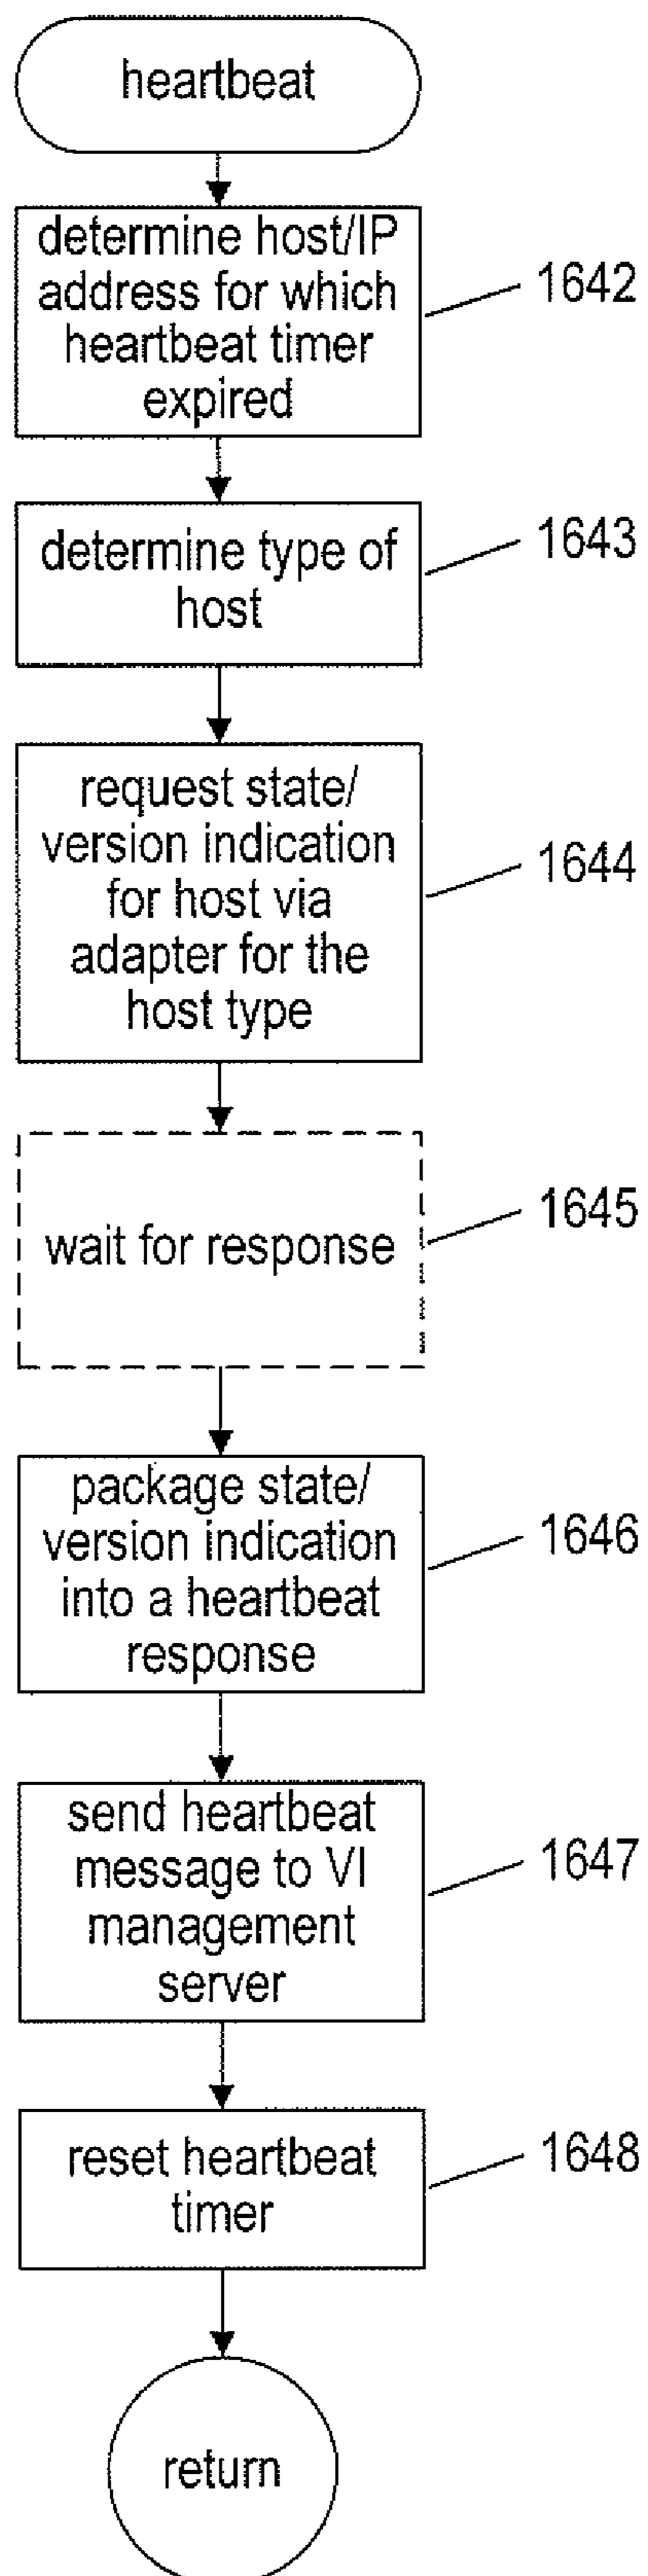 heartbeat
determine host/IP
address for which
heartbeat timer
expired
1642
determine type of
host
1643
request state/
version indication
for host via
adapter for the
host type
1644
wait for response
1645
package state/
version indication
into a heartbeat
response
1646
send heartbeat
message to VI
management
server
1647
reset heartbeat
timer
1648
return